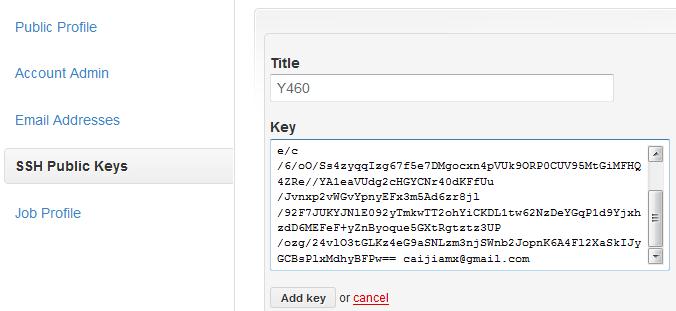 Public Profile
Account Admin
Email Addresses
SSH Public Keys
Job Profile
Title
Y460
Key
e/c
/6/oO/Ss4zyqqIzg67f5e7DMgocxn4pVUk9ORP0CUV95MtGiMFHQ
4ZRe//YA1eaVUdg2cHGYCNr40dKFfUu
/Jvnxp2vWGvYpnyEFx3m5Ad6zr8jl
/92F7JUKYJNlE092yTmkwTT2ohYiCKDL1tw62NzDeYGqP1d9Yjxh
zdD6MEFeF+yZnByoque5GXtRgtztz3UP
/ozg/24vlO3tGLKz4eG9aSNLzm3njSWnb2JopnK6A4Fl2XaSkIJy
GCBsPlxMdhyBFPw== caijiamx@gmail.com
Add key or cancel